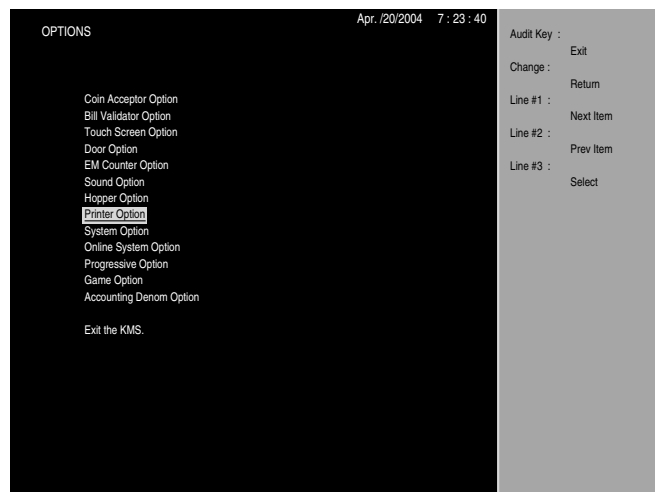 OPTIONS
Apr. /20/2004 7 : 23 : 40
Coin Acceptor Option
Bill Validator Option
Touch Screen Option
Door Option
EM Counter Option
Sound Option
Hopper Option
Printer Option
System Option
Online System Option
Progressive Option
Game Option
Accounting Denom Option
Exit the KMS.
Audit Key :
Exit
Change :
Return
Line #1 :
Next Item
Line #2 :
Prev Item
Line #3 :
Select